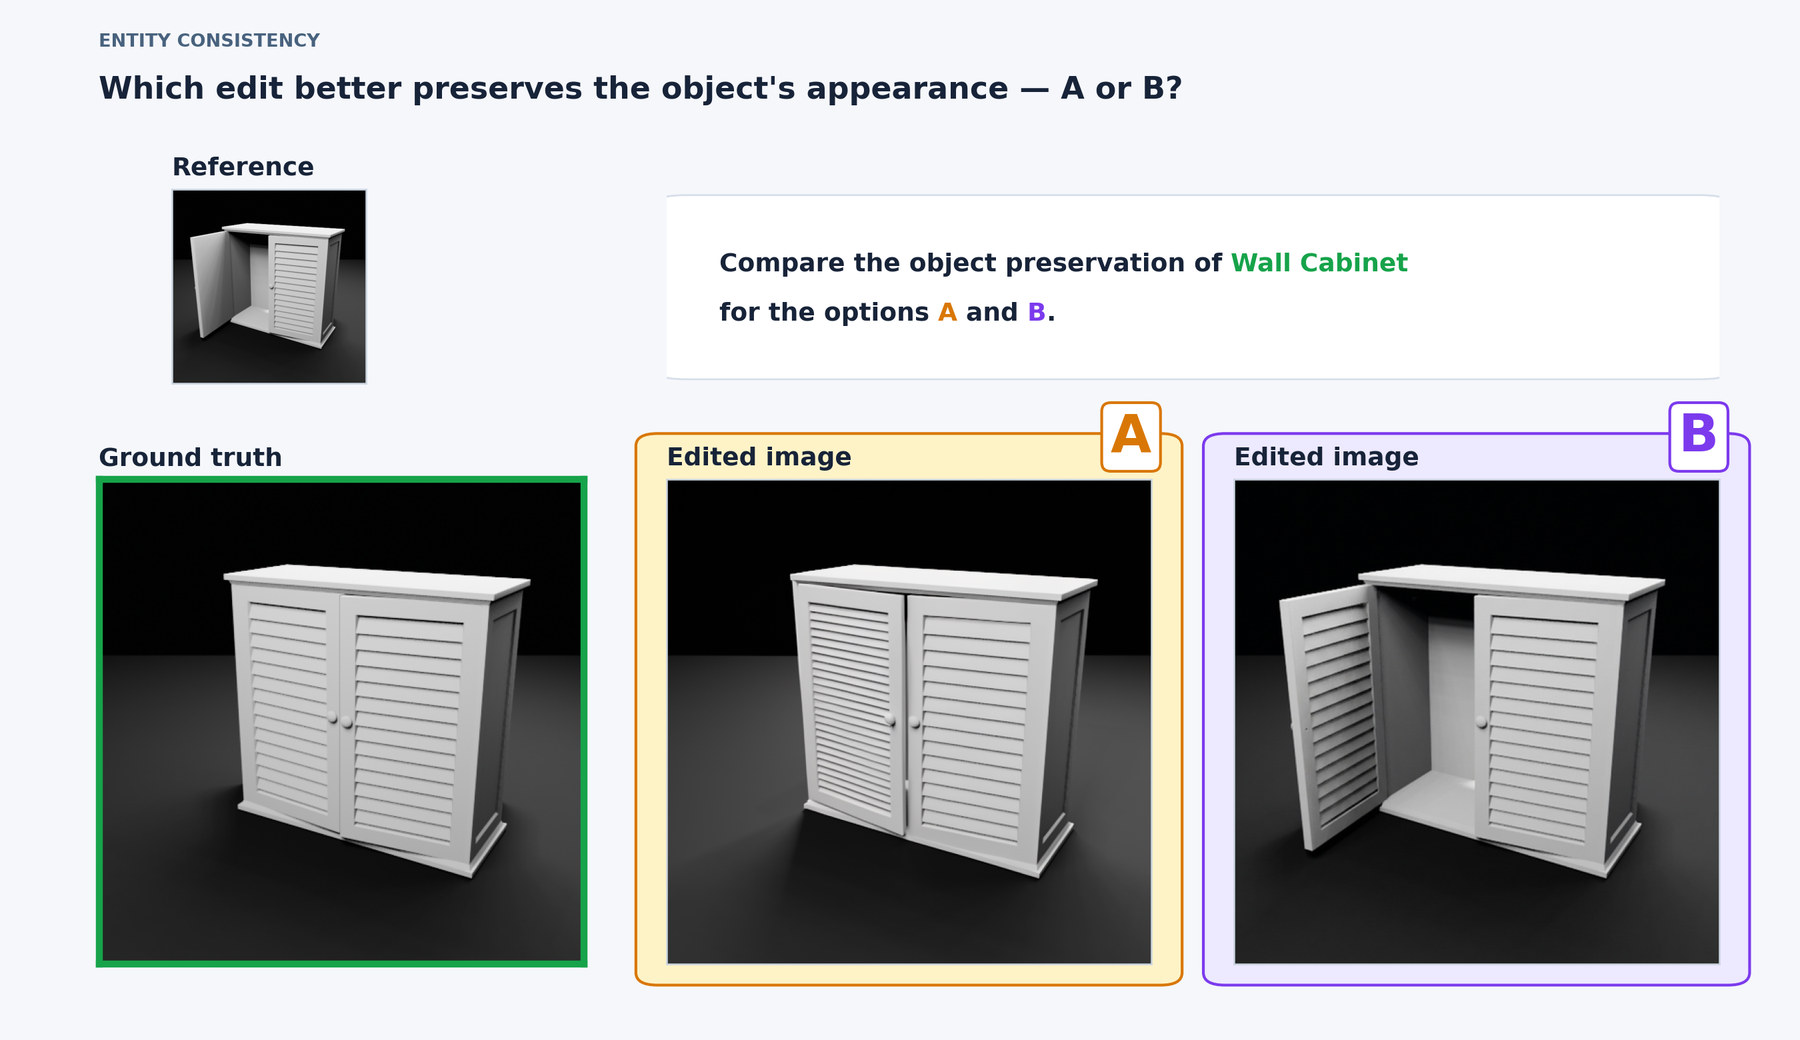 ENTITY CONSISTENCY
Which edit better preserves the object's appearance — A or B?
Reference
Compare the object preservation of Wall Cabinet
for the options A and B.
Ground truth
Edited image
A
Edited image
B